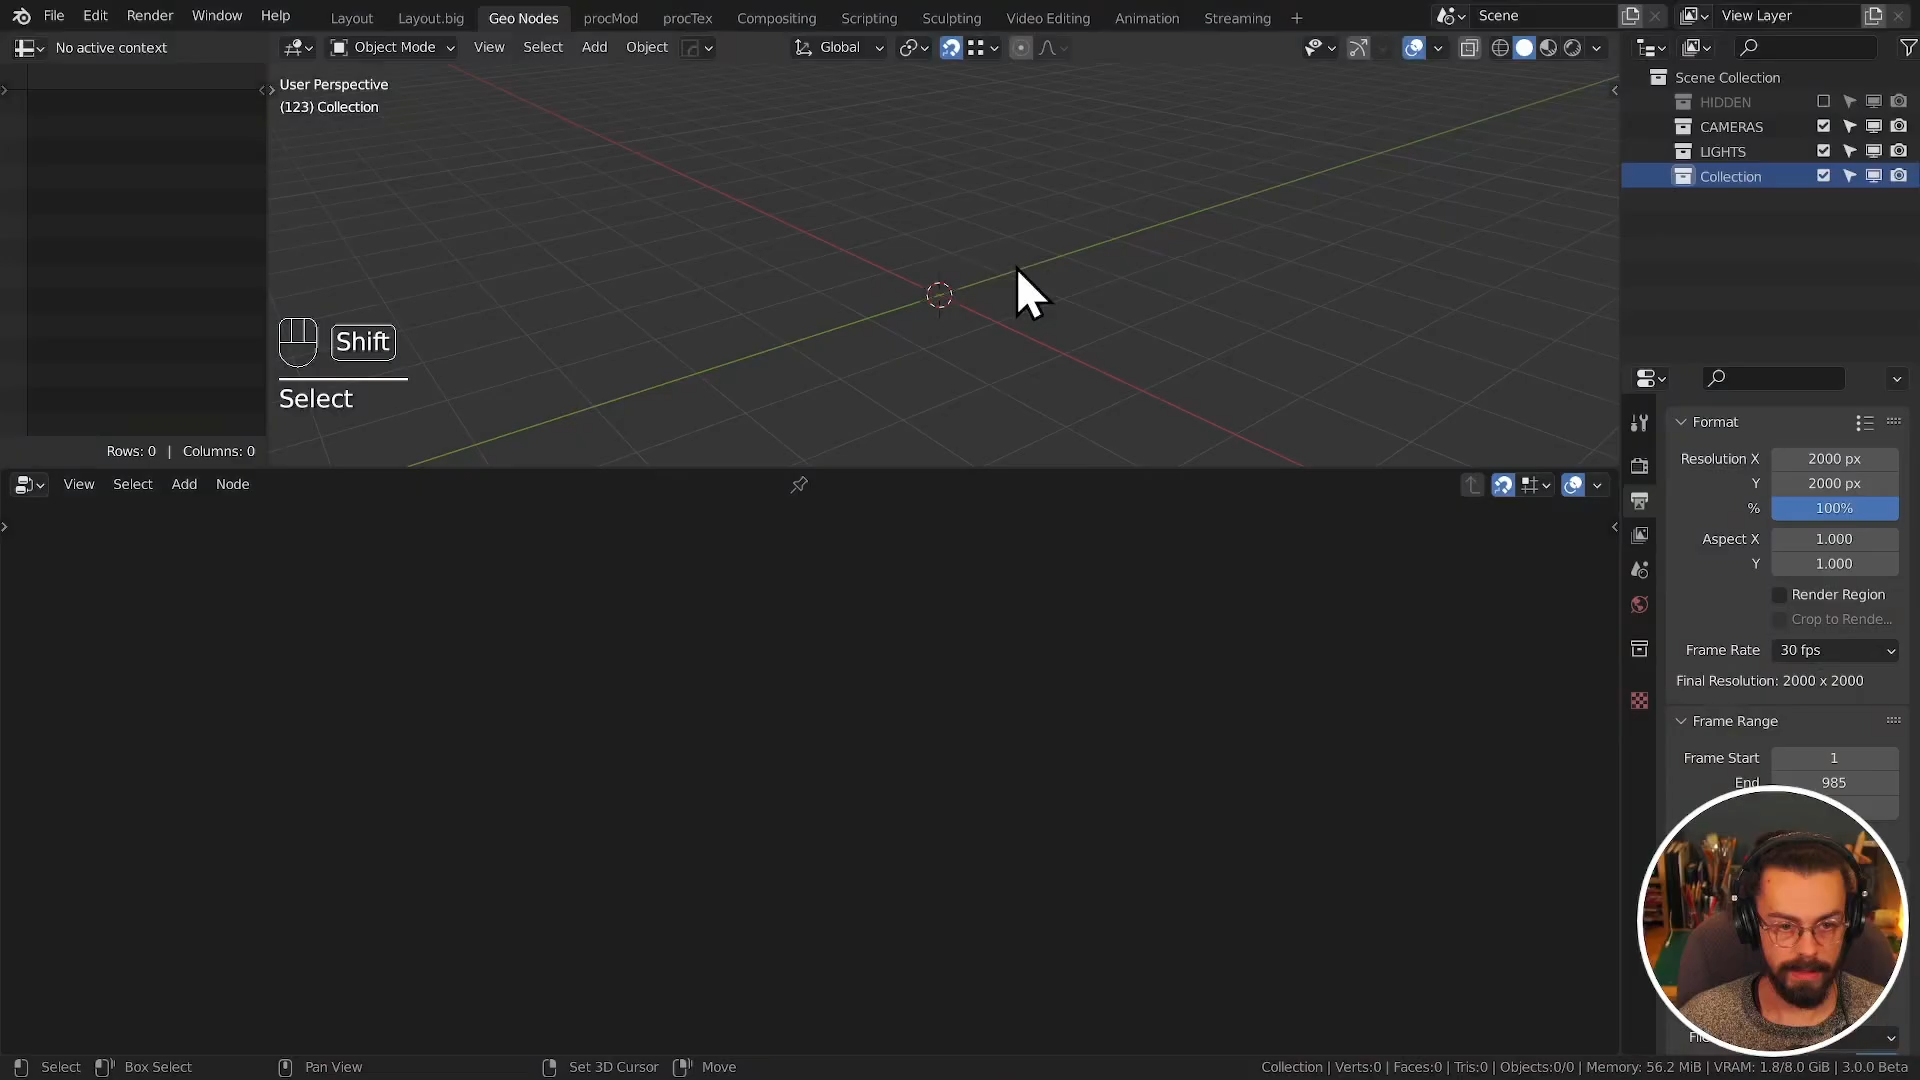 File Edit Render Window Help Layout Layout.big Geo Nodes procMod procTex Compositing Scripting Sculpting Video Editing Animation Streaming + Scene View Layer
No active context Object Mode View Select Add Object Global
User Perspective
(123) Collection
Shift
Select
Rows: 0 | Columns: 0
View Select Add Node
Scene Collection
HIDDEN
CAMERAS
LIGHTS
Collection
Format
Resolution X 2000 px
Y 2000 px
% 100%
Aspect X 1.000
Y 1.000
Render Region
Crop to Rende...
Frame Rate 30 fps
Final Resolution: 2000 x 2000
Frame Range
Frame Start 1
End 985
Select Box Select Pan View Set 3D Cursor Move Collection | Verts:0 | Faces:0 | Tris:0 | Objects:0/0 | Memory: 56.2 MiB | VRAM: 1.8/8.0 GiB | 3.0.0 Beta